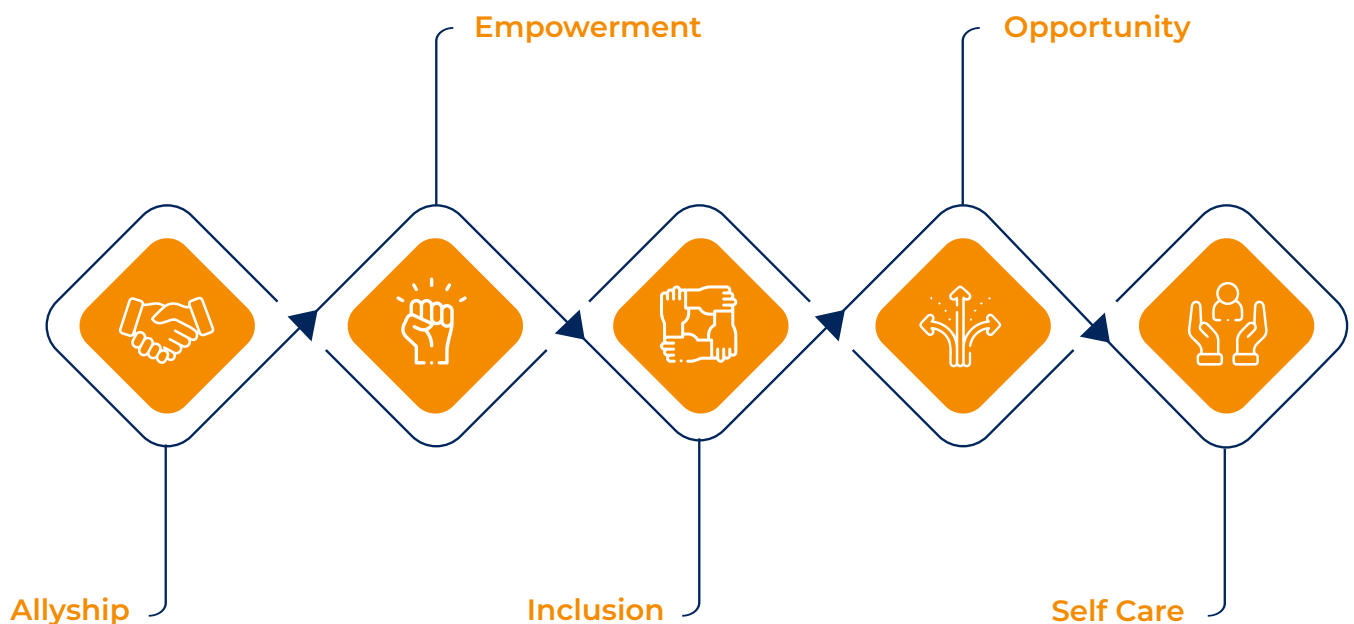 Empowerment
Opportunity
Allyship
Inclusion
Self Care